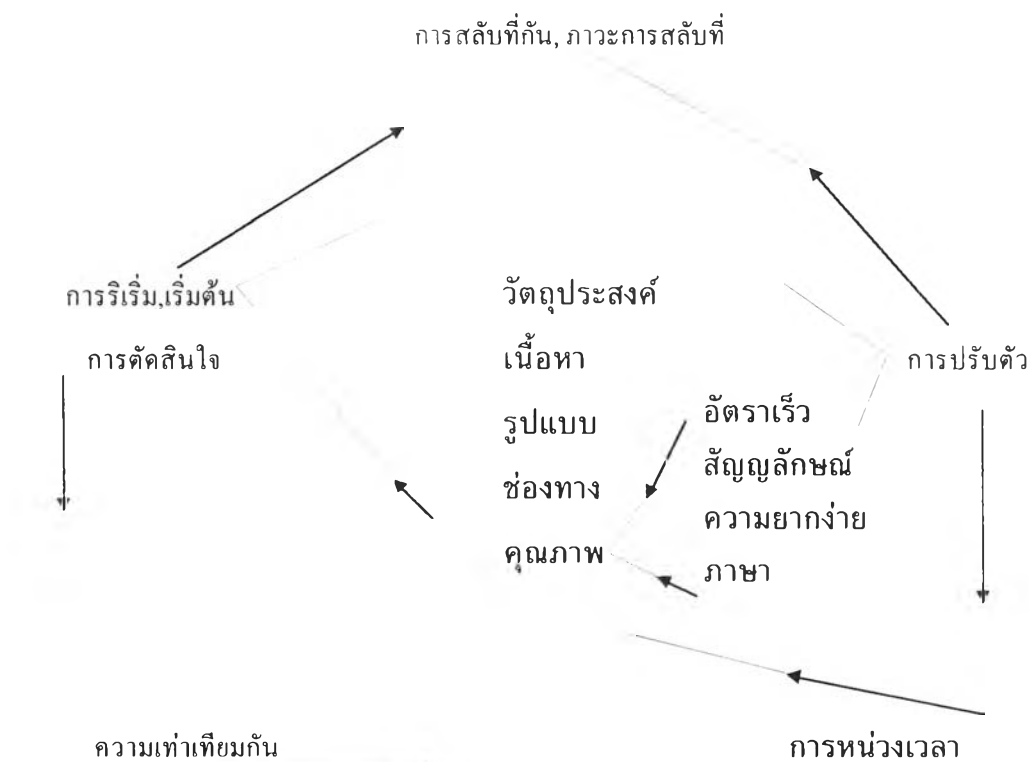 การสลับที่กัน, ภาวะการสลับที่
การริเริ่ม,เริ่มต้น
การตัดสินใจ
วัตถุประสงค์
เนื้อหา
รูปแบบ
ช่องทาง
คุณภาพ
อัตราเร็ว
สัญญลักษณ์
ความยากง่าย
ภาษา
การปรับตัว
ความเท่าเทียมกัน
การหน่วงเวลา